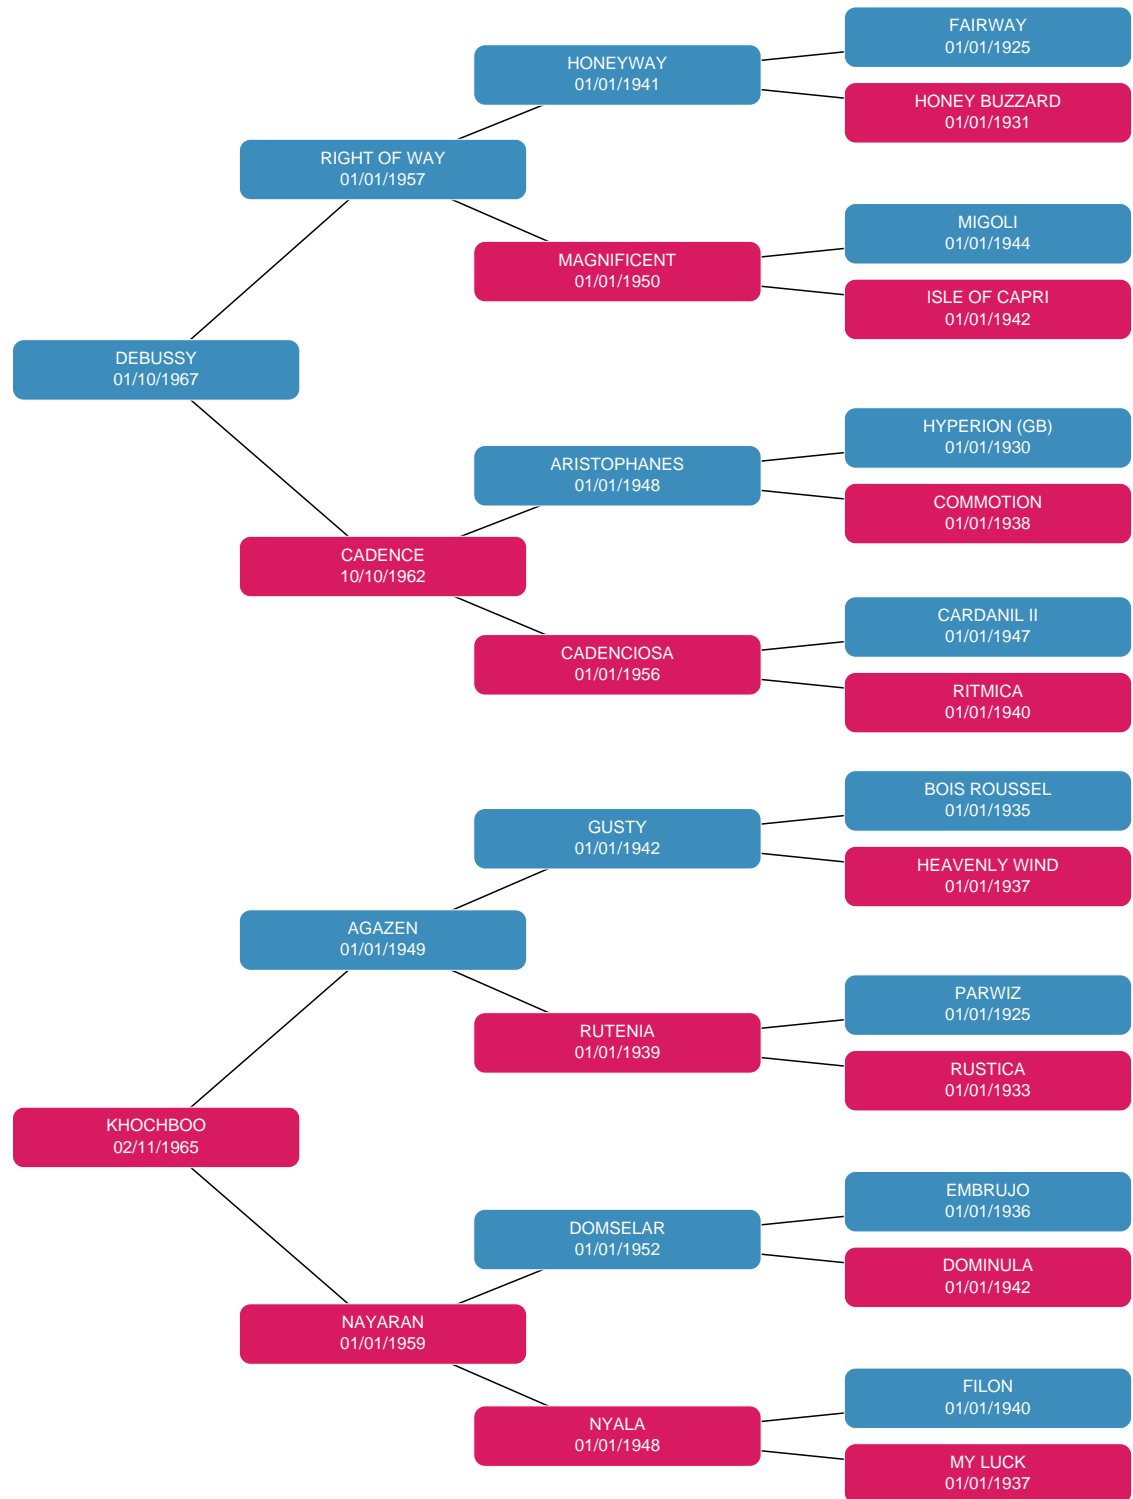 FAIRWAY
01/01/1925
HONEYWAY
01/01/1941
HONEY BUZZARD
01/01/1931
RIGHT OF WAY
01/01/1957
MIGOLI
01/01/1944
MAGNIFICENT
01/01/1950
ISLE OF CAPRI
01/01/1942
DEBUSSY
01/10/1967
HYPERION (GB)
01/01/1930
ARISTOPHANES
01/01/1948
COMMOTION
01/01/1938
CADENCE
10/10/1962
CARDANIL II
01/01/1947
CADENCIOSA
01/01/1956
RITMICA
01/01/1940
BOIS ROUSSEL
01/01/1935
GUSTY
01/01/1942
HEAVENLY WIND
01/01/1937
AGAZEN
01/01/1949
PARWIZ
01/01/1925
RUTENIA
01/01/1939
RUSTICA
01/01/1933
KHOCHBOO
02/11/1965
EMBRUJO
01/01/1936
DOMSELAR
01/01/1952
DOMINULA
01/01/1942
NAYARAN
01/01/1959
FILON
01/01/1940
NYALA
01/01/1948
MY LUCK
01/01/1937